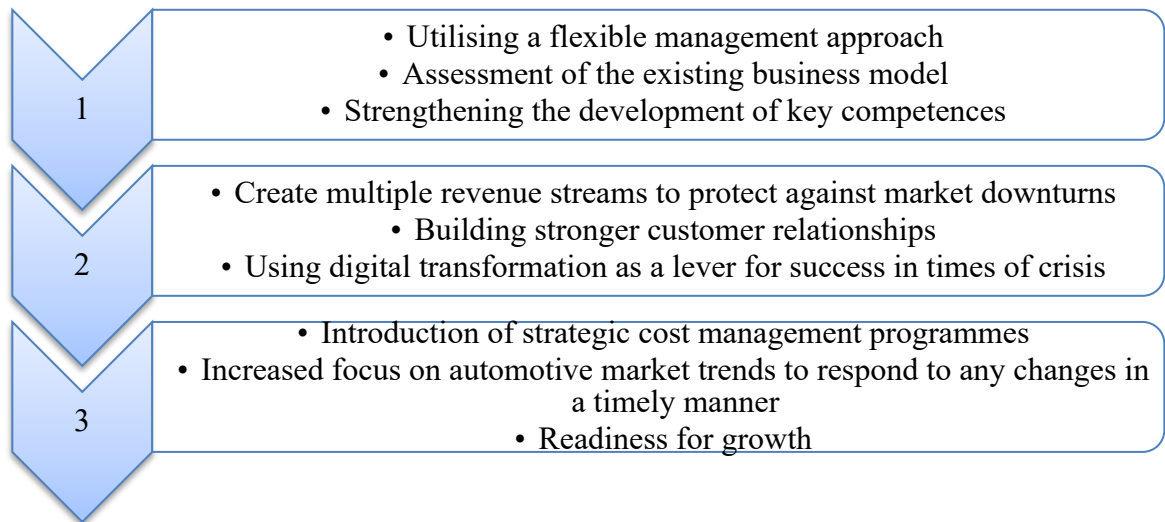 1
• Utilising a flexible management approach
• Assessment of the existing business model
• Strengthening the development of key competences
2
• Create multiple revenue streams to protect against market downturns
• Building stronger customer relationships
• Using digital transformation as a lever for success in times of crisis
3
• Introduction of strategic cost management programmes
• Increased focus on automotive market trends to respond to any changes in
a timely manner
• Readiness for growth